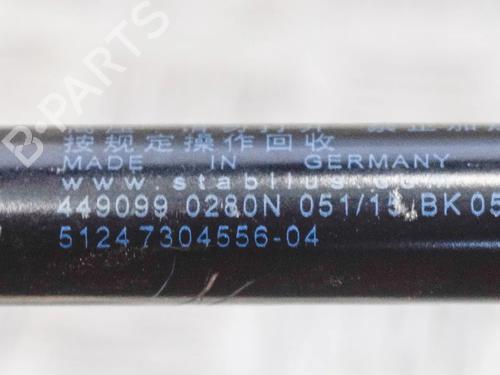 B-PARTS
按规定操作回收
MADE IN GERMANY
www.stabilus.co
449099 0280N 051/15 BK05
51247304556-04